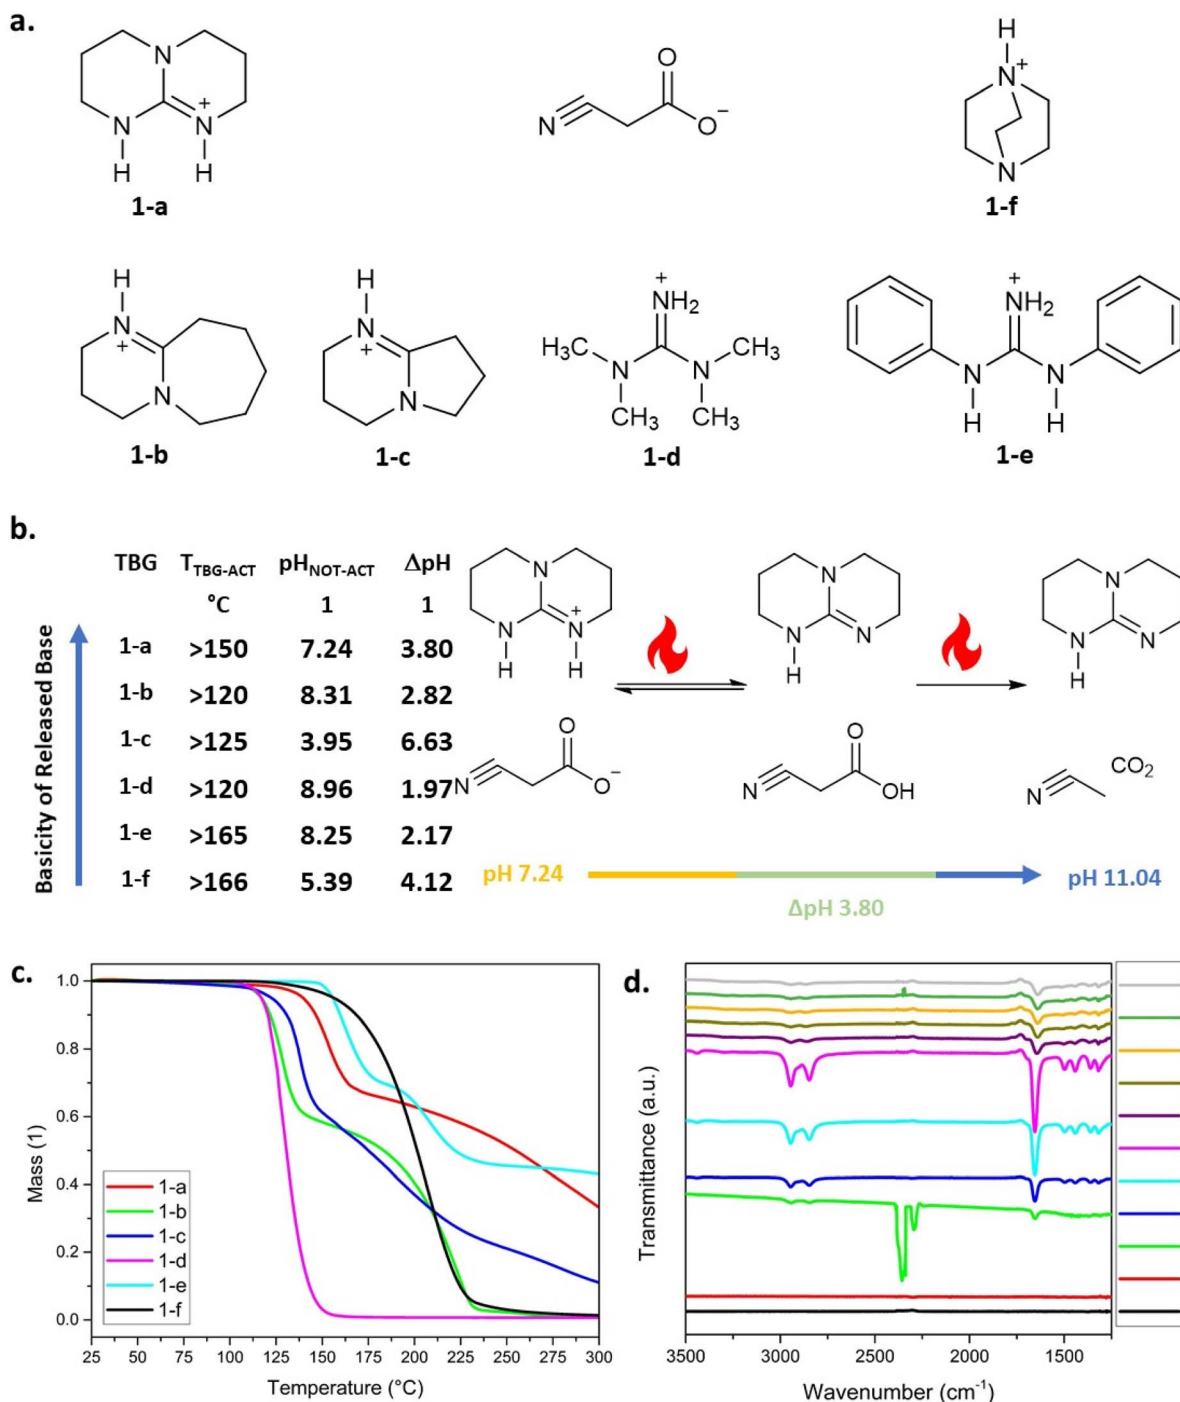 a.
N
N
N
+
H
H
1-a
N
O
O
−
H
N
+
N
1-f
H
N
+
N
1-b
H
N
+
N
1-c
+
NH2
H3C
N
N
CH3
CH3
CH3
1-d
+
NH2
N
N
H
H
1-e
b.
Basicity of Released Base
TBG TTBG-ACT pHNOT-ACT ΔpH
°C 1 1
1-a >150 7.24 3.80
1-b >120 8.31 2.82
1-c >125 3.95 6.63
1-d >120 8.96 1.97
1-e >165 8.25 2.17
1-f >166 5.39 4.12
N
N
N
+
H
H
N
O
O
−
N
N
N
H
N
O
OH
N
N
N
H
N
CO2
pH 7.24
ΔpH 3.80
pH 11.04
c.
Mass (1)
1.0
0.8
0.6
0.4
0.2
0.0
1-a
1-b
1-c
1-d
1-e
1-f
25 50 75 100 125 150 175 200 225 250 275 300
Temperature (°C)
d.
Transmittance (a.u.)
3500 3000 2500 2000 1500
Wavenumber (cm-1)